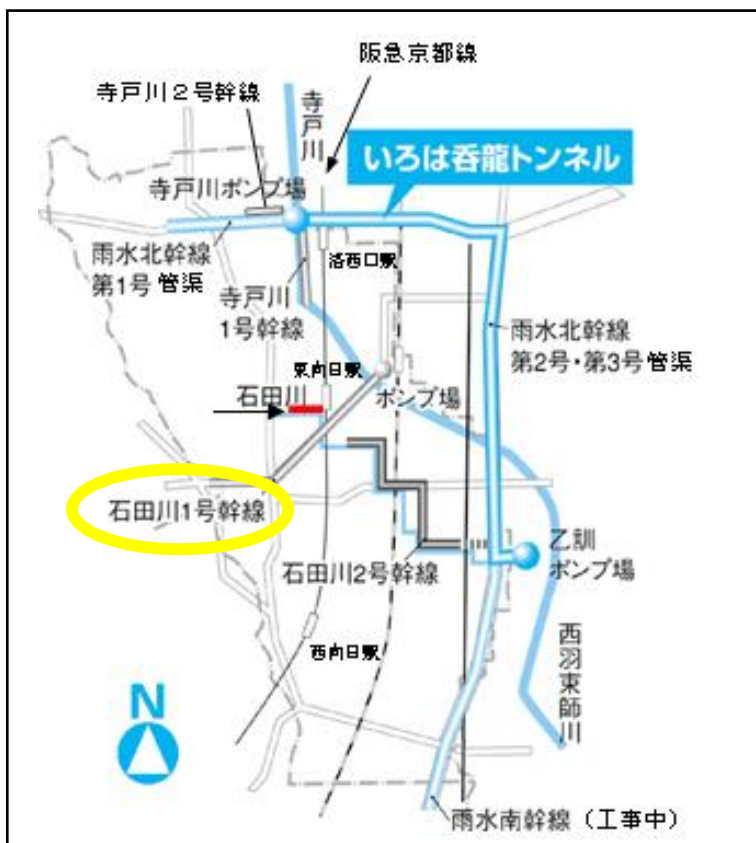 阪急京都線
寺戸川2号幹線
寺戸川
いろは呑龍トンネル
寺戸川ポンプ場
雨水北幹線
第1号管渠
洛西口駅
寺戸川
1号幹線
雨水北幹線
第2号・第3号管渠
東向日駅
石田川
ポンプ場
石田川1号幹線
石田川2号幹線
乙訓
ポンプ場
西向日駅
西羽束師川
N
雨水南幹線（工事中）